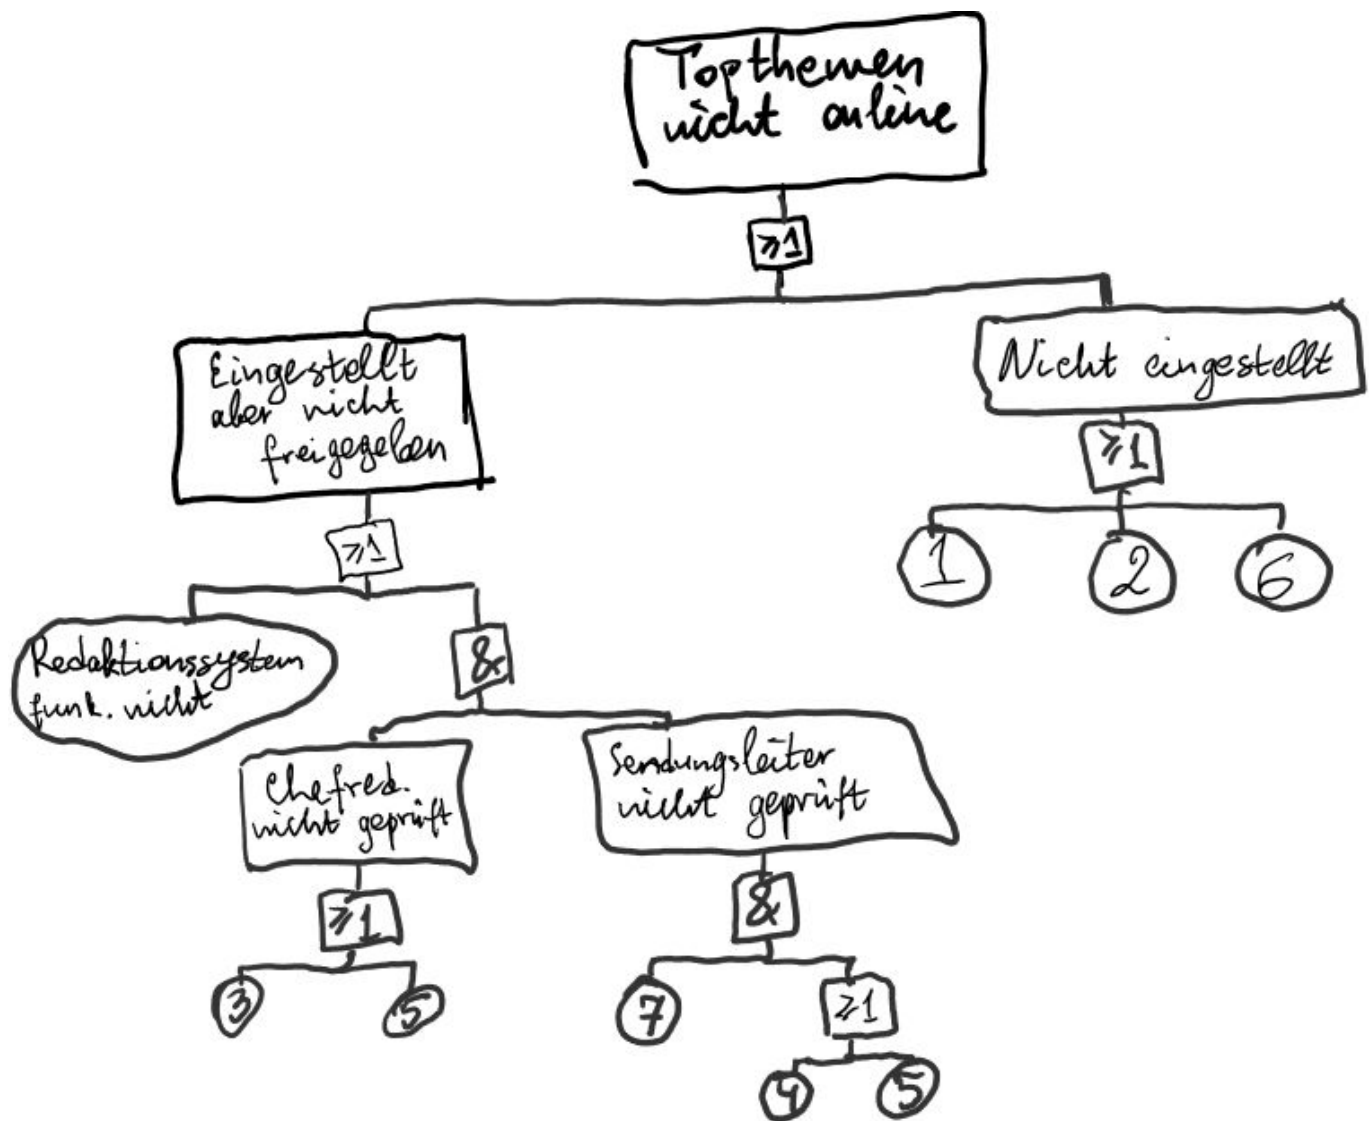 Topthemen
nicht online
≥1
Eingestellt
aber nicht
freigegeben
Nicht eingestellt
≥1
≥1
1
2
6
Redaktionssystem
funk. nicht
&
Chefred.
nicht geprüft
Sendungsleiter
nicht geprüft
≥1
&
3
5
7
≥1
4
5